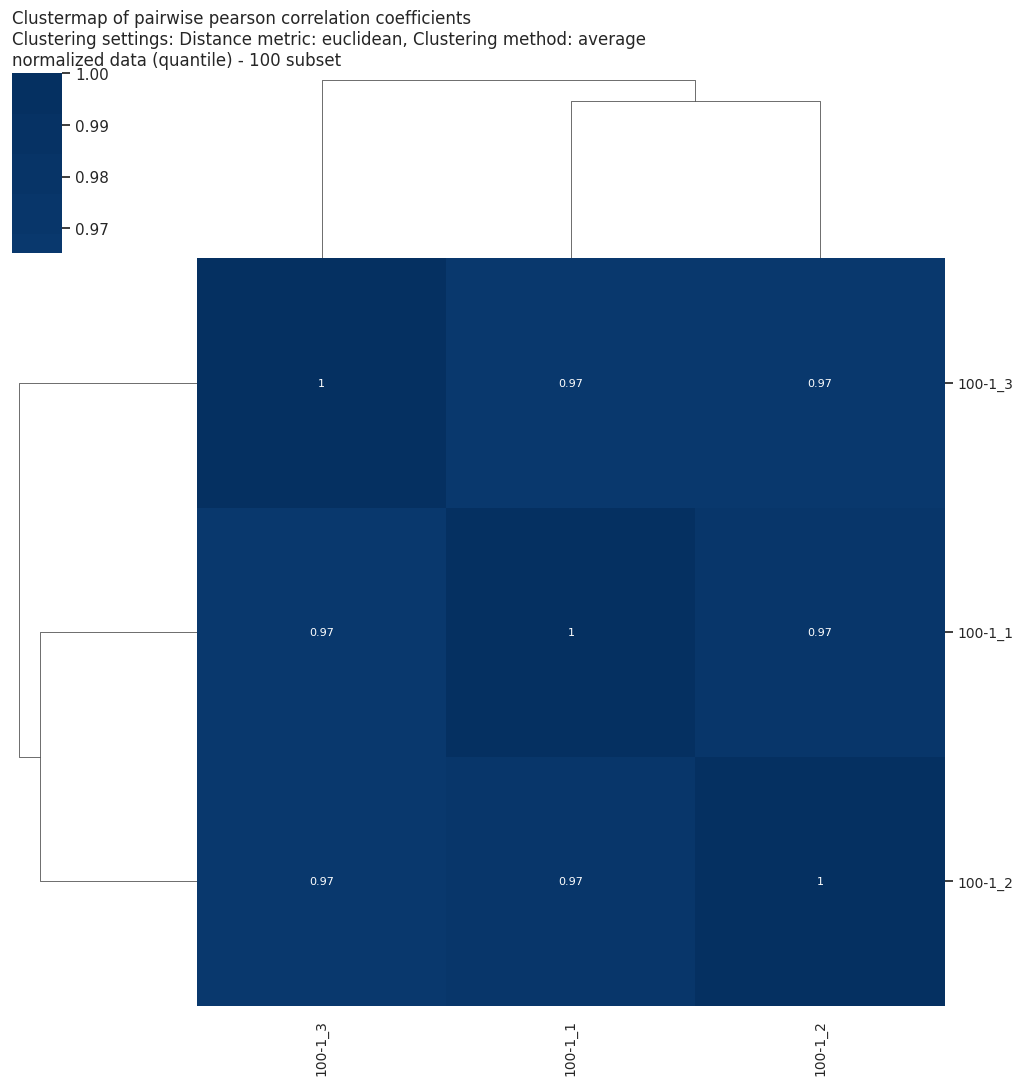 Clustermap of pairwise pearson correlation coefficients
Clustering settings: Distance metric: euclidean, Clustering method: average
normalized data (quantile) - 100 subset
1.00
0.99
0.98
0.97
1 0.97 0.97 100-1_3
0.97 1 0.97 100-1_1
0.97 0.97 1 100-1_2
100-1_3 100-1_1 100-1_2